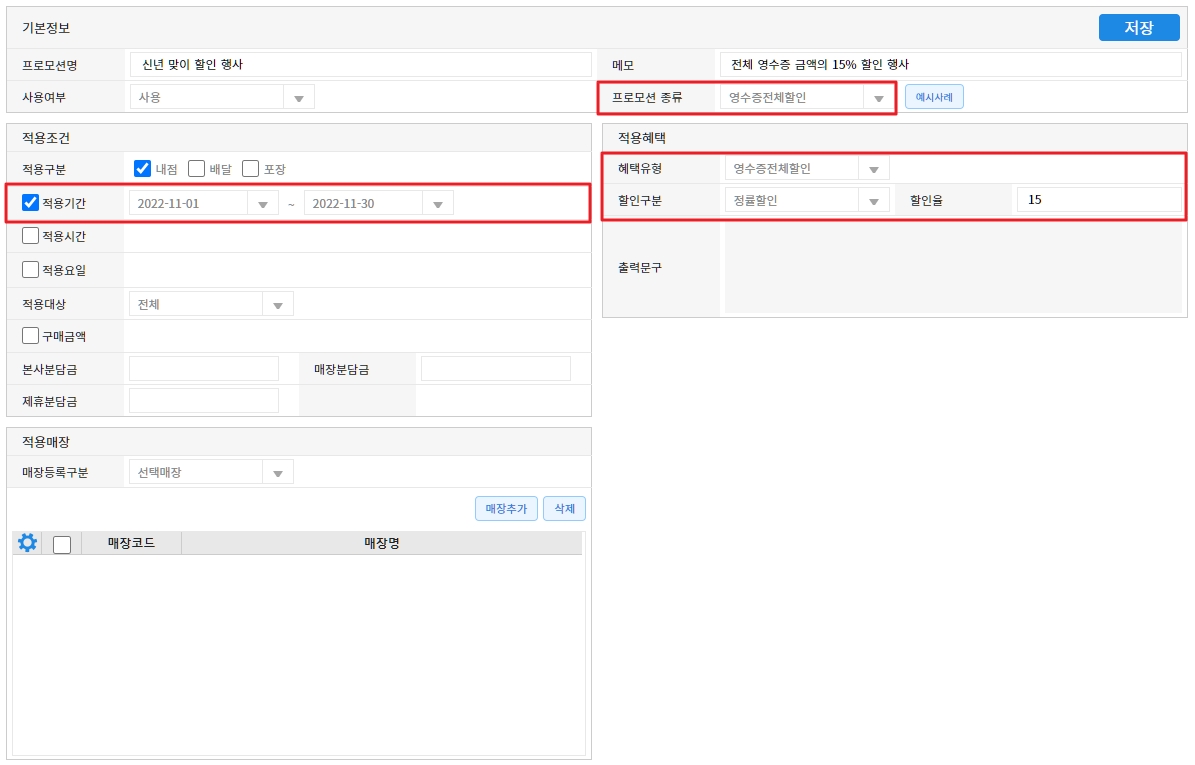 기본정보
저장
프로모션명 신년 맞이 할인 행사 메모 전체 영수증 금액의 15% 할인 행사
사용여부 사용 프로모션 종류 영수증전체할인 예시사례
적용조건
적용구분 내점 배달 포장
적용기간 2022-11-01 ~ 2022-11-30
적용시간
적용요일
적용대상 전체
구매금액
본사분담금 매장분담금
제휴분담금
적용혜택
혜택유형 영수증전체할인
할인구분 정률할인 할인율 15
출력문구
적용매장
매장등록구분 선택매장
매장추가 삭제
매장코드 매장명